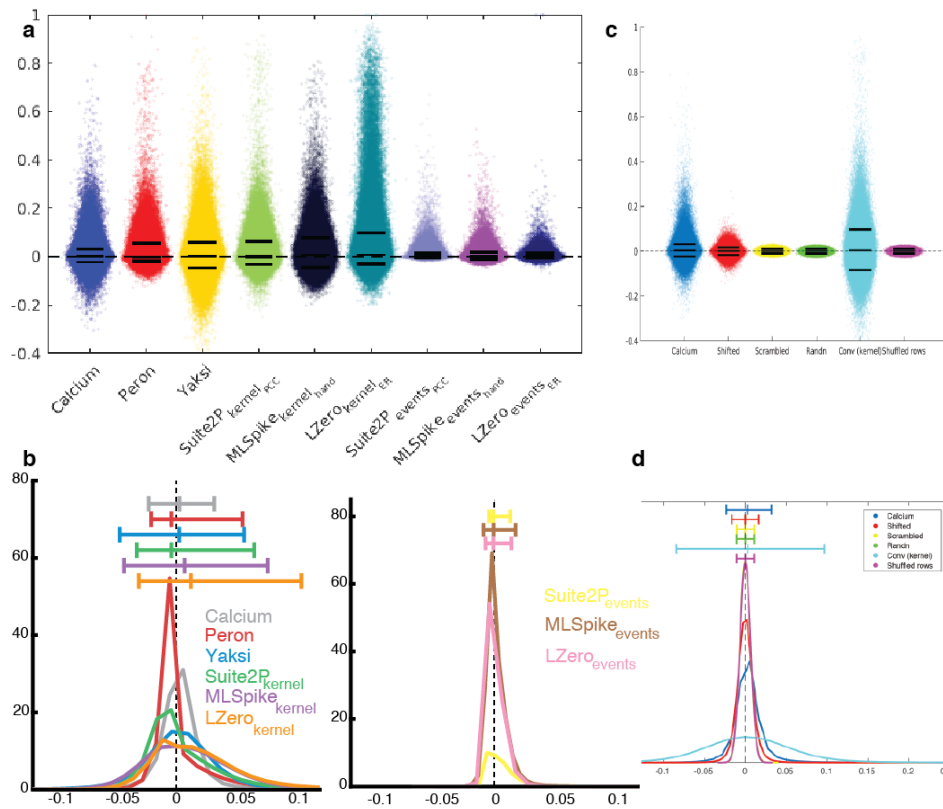 a
1
0.8
0.6
0.4
0.2
0
-0.2
-0.4
Calcium
Peron
Yaksi
Suite2P kernel PCC
MLSpike kernel hand
LZero kernel ER
Suite2P events PCC
MLSpike events hand
LZero events ER
c
1
0.8
0.6
0.4
0.2
0
-0.2
-0.4
Calcium Shifted Scrambled Randn Conv (kernel) Shuffled rows
b
80
60
40
20
0
-0.1 -0.05 0 0.05 0.1
Calcium
Peron
Yaksi
Suite2P kernel
MLSpike kernel
LZero kernel
80
60
40
20
0
-0.1 -0.05 0 0.05 0.1
Suite2P events
MLSpike events
LZero events
d
Calcium
Shifted
Scrambled
Randn
Conv (kernel)
Shuffled rows
80
60
40
20
0
-0.1 0 0.1 0.2